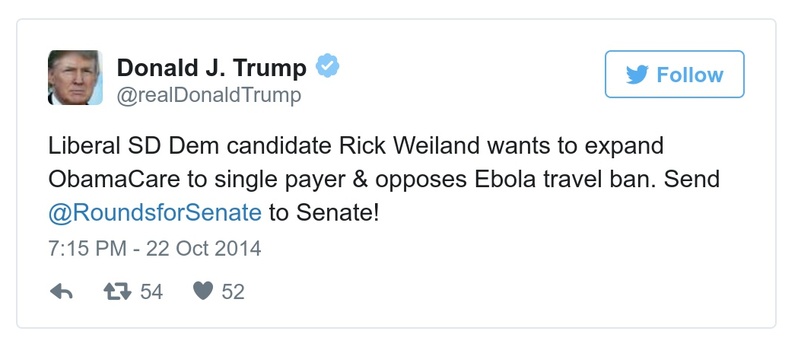 Donald J. Trump
@realDonaldTrump
Follow
Liberal SD Dem candidate Rick Weiland wants to expand
ObamaCare to single payer & opposes Ebola travel ban. Send
@RoundsforSenate to Senate!
7:15 PM - 22 Oct 2014
54 52